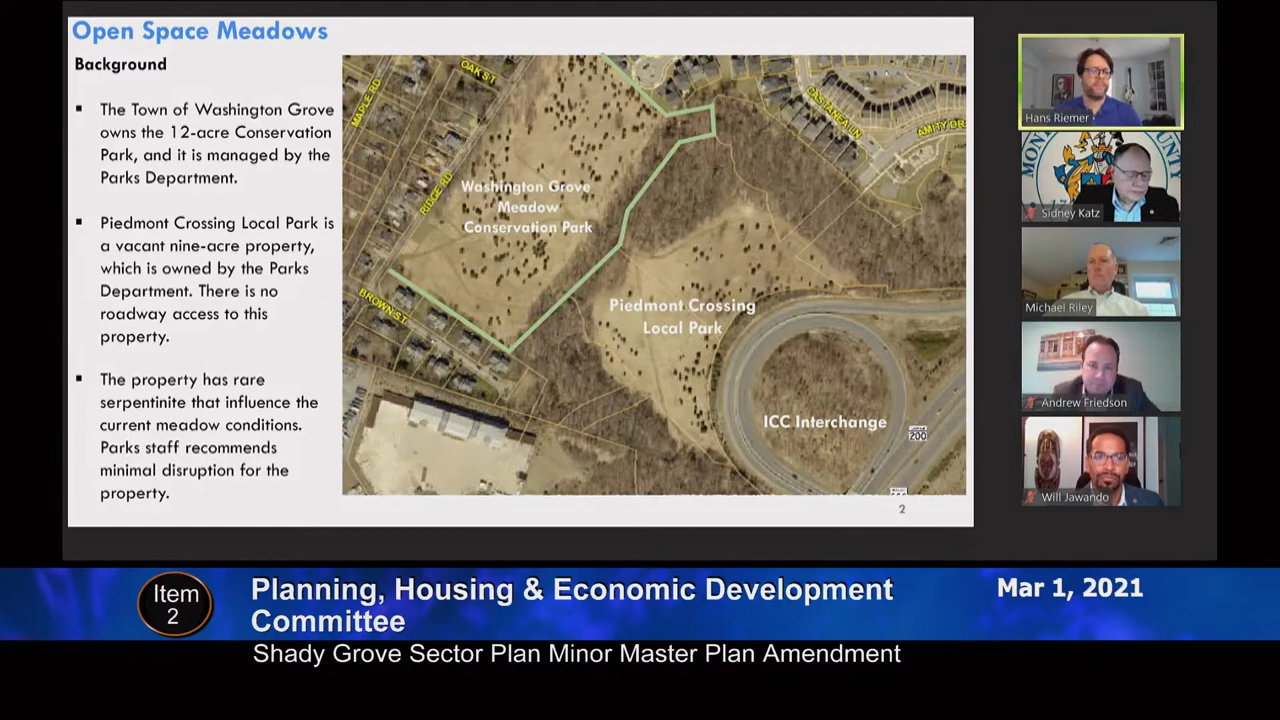 Open Space Meadows
Background
▪ The Town of Washington Grove
owns the 12-acre Conservation
Park, and it is managed by the
Parks Department.
▪ Piedmont Crossing Local Park is
a vacant nine-acre property,
which is owned by the Parks
Department. There is no
roadway access to this
property.
▪ The property has rare
serpentinite that influence the
current meadow conditions.
Parks staff recommends
minimal disruption for the
property.
MAPLE RD
OAK ST
RIDGE RD
BROWN ST
CASTANEA LN
AMITY DR
Washington Grove
Meadow
Conservation Park
Piedmont Crossing
Local Park
ICC Interchange
200
2
Hans Riemer
Sidney Katz
Michael Riley
Andrew Friedson
Will Jawando
Item
2
Planning, Housing & Economic Development
Committee
Mar 1, 2021
Shady Grove Sector Plan Minor Master Plan Amendment